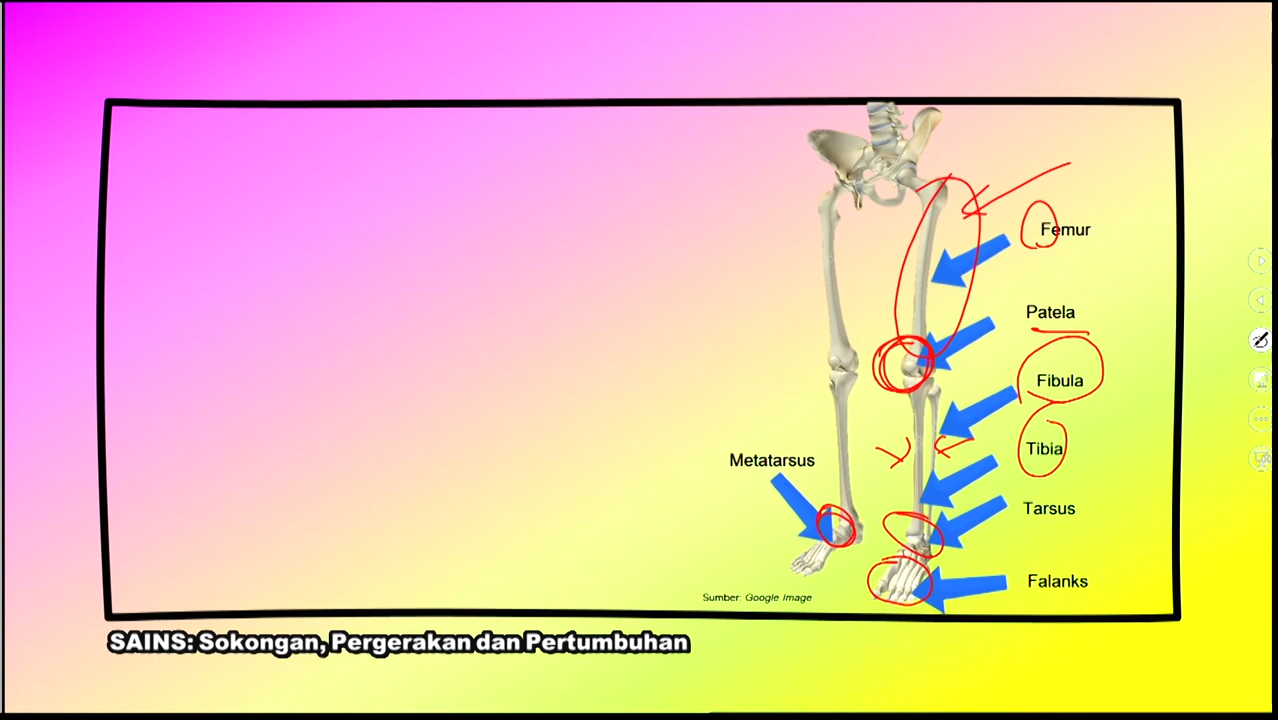 Femur
Patela
Fibula
Tibia
Metatarsus
Tarsus
Falanks
Sumber: Google Image
SAINS: Sokongan, Pergerakan dan Pertumbuhan